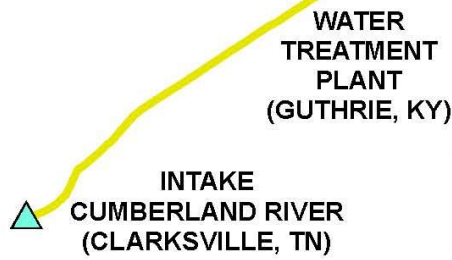 WATER
TREATMENT
PLANT
(GUTHRIE, KY)
INTAKE
CUMBERLAND RIVER
(CLARKSVILLE, TN)